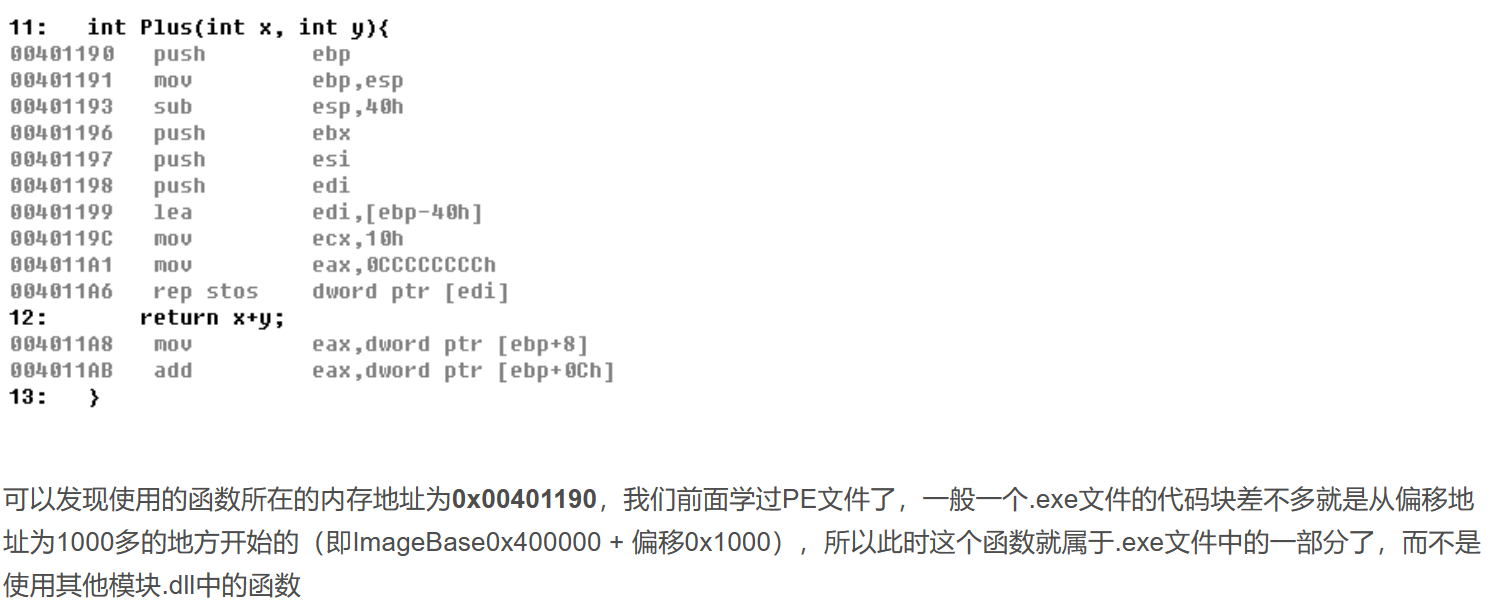 11:   int Plus(int x, int y){
00401190   push        ebp
00401191   mov         ebp,esp
00401193   sub         esp,40h
00401196   push        ebx
00401197   push        esi
00401198   push        edi
00401199   lea         edi,[ebp-40h]
0040119C   mov         ecx,10h
004011A1   mov         eax,0CCCCCCCCh
004011A6   rep stos    dword ptr [edi]
12:       return x+y;
004011A8   mov         eax,dword ptr [ebp+8]
004011AB   add         eax,dword ptr [ebp+0Ch]
13:   }
可以发现使用的函数所在的内存地址为0x00401190，我们前面学过PE文件了，一般一个.exe文件的代码块差不多就是从偏移地
址为1000多的地方开始的（即ImageBase0x400000 + 偏移0x1000），所以此时这个函数就属于.exe文件中的一部分了，而不是
使用其他模块.dll中的函数